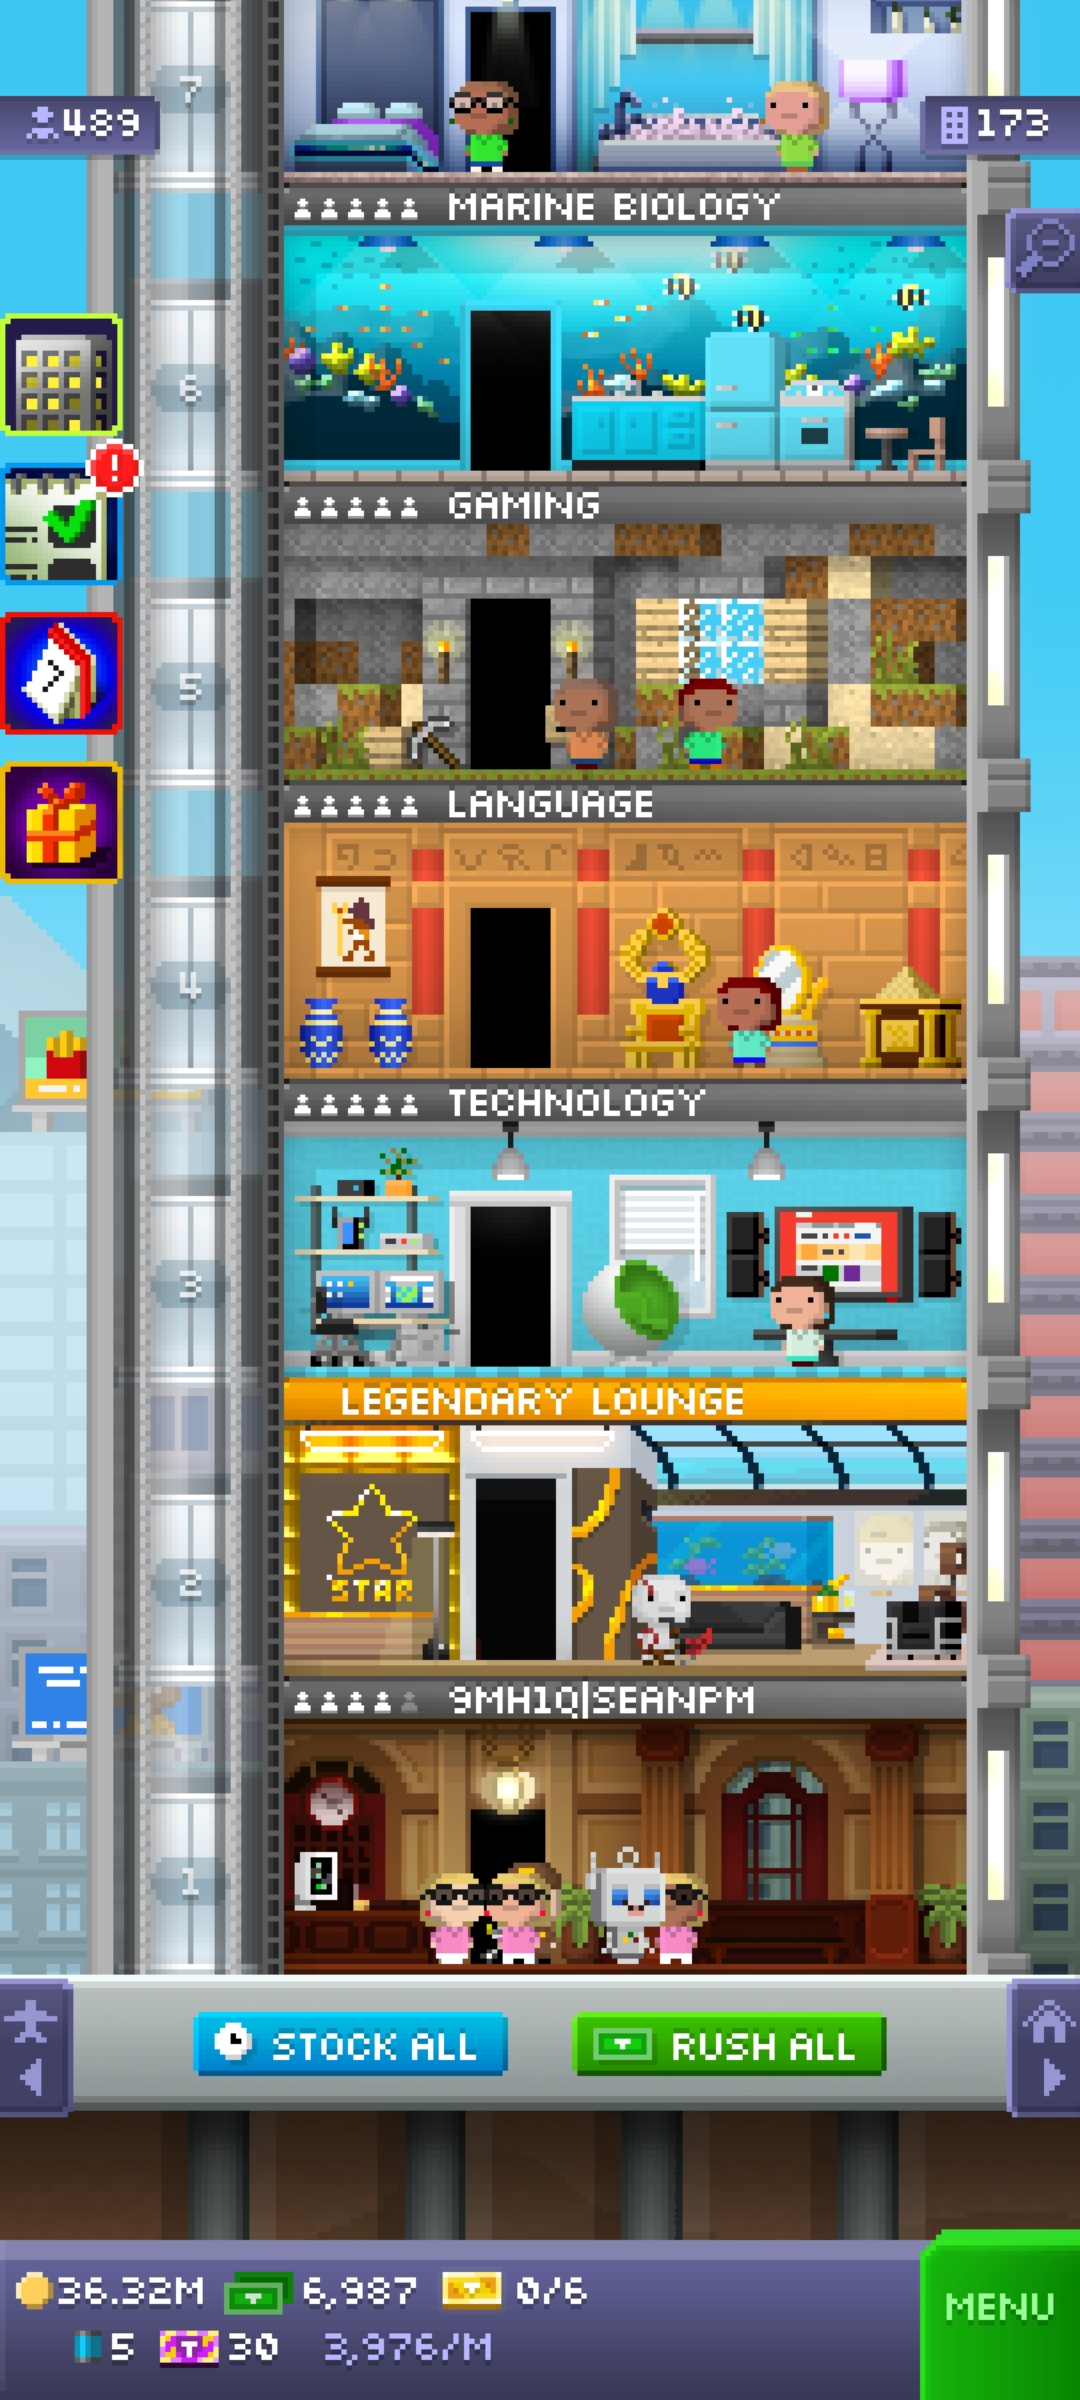 7
489
173
MARINE BIOLOGY
6
GAMING
5
LANGUAGE
4
TECHNOLOGY
3
LEGENDARY LOUNGE
STAR
2
9MH1Q|SEANPM
1
STOCK ALL
RUSH ALL
36.32M 6,987 0/6
MENU
5 30 3,976/M